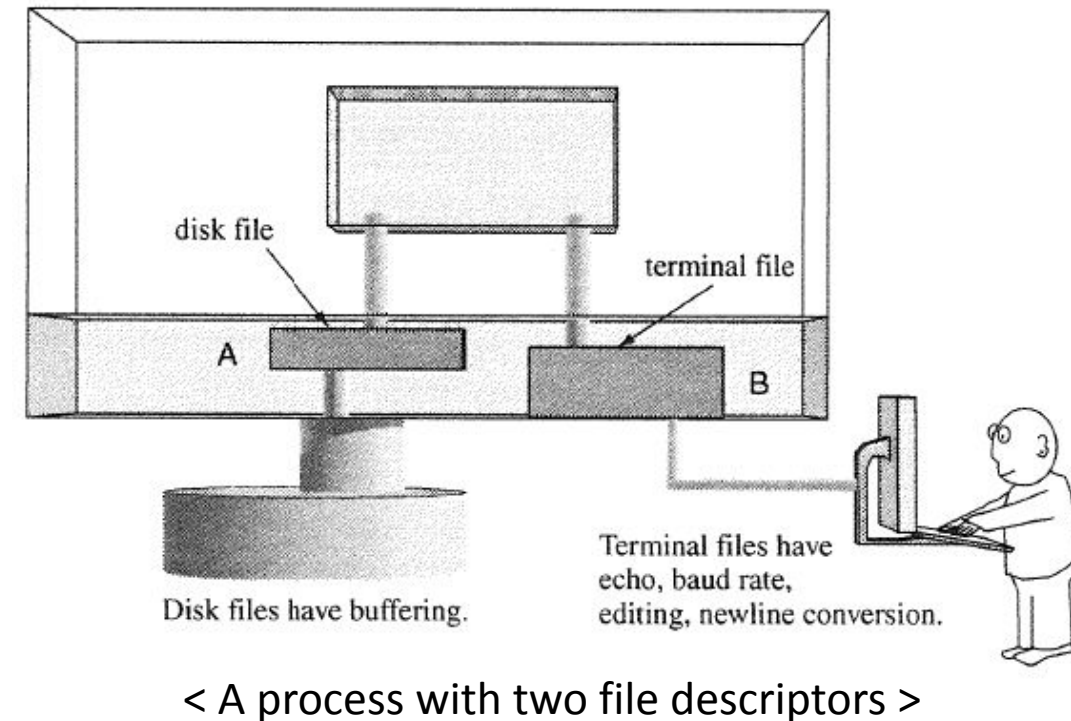 disk file
terminal file
A
B
Disk files have buffering.
Terminal files have
echo, baud rate,
editing, newline conversion.
< A process with two file descriptors >